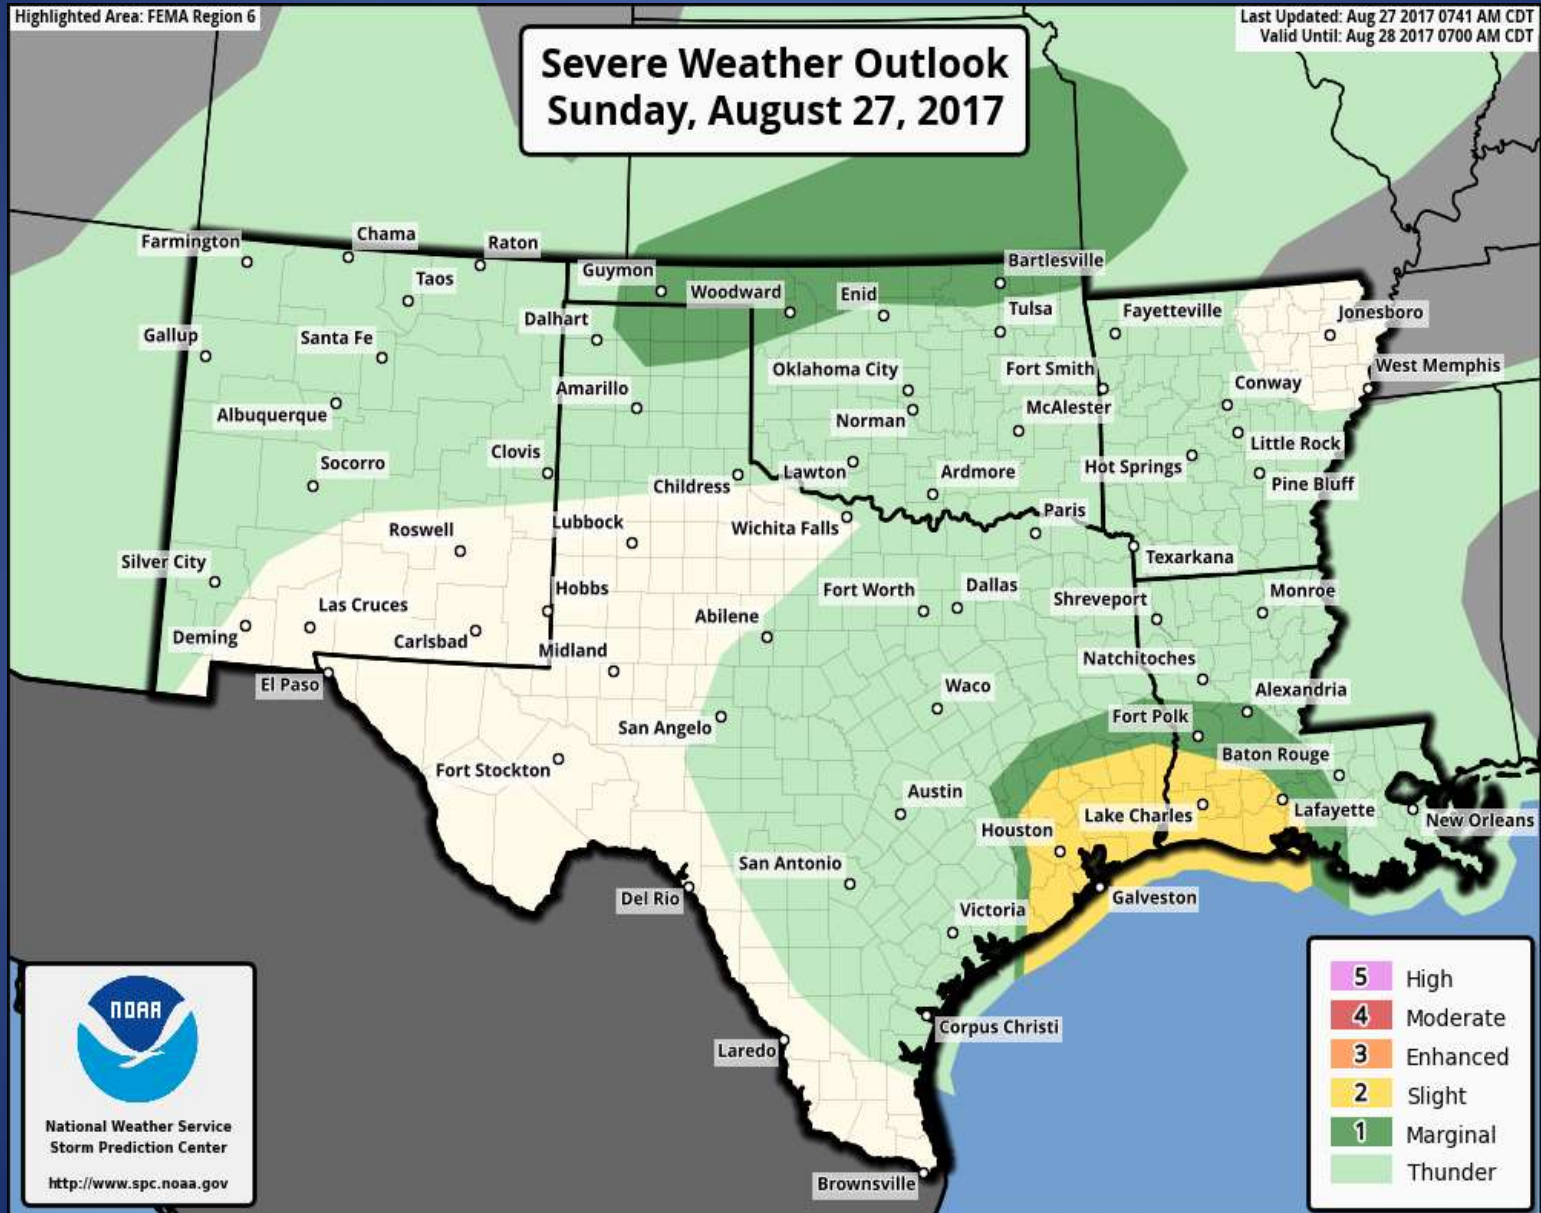 Highlighted Area: FEMA Region 6
Last Updated: Aug 27 2017 0741 AM CDT
Valid Until: Aug 28 2017 0700 AM CDT
Severe Weather Outlook
Sunday, August 27, 2017
Farmington
Chama
Raton
Taos
Guymon
Woodward
Enid
Bartlesville
Gallup
Santa Fe
Dalhart
Tulsa
Fayetteville
Jonesboro
Albuquerque
Amarillo
Oklahoma City
Norman
Fort Smith
McAlester
Conway
West Memphis
Socorro
Clovis
Childress
Lawton
Ardmore
Hot Springs
Little Rock
Pine Bluff
Roswell
Lubbock
Wichita Falls
Paris
Texarkana
Silver City
Las Cruces
Hobbs
Deming
Carlsbad
Midland
Abilene
Fort Worth
Dallas
Shreveport
Monroe
El Paso
San Angelo
Waco
Natchitoches
Alexandria
Fort Polk
Baton Rouge
Fort Stockton
Austin
Houston
Lake Charles
Lafayette
New Orleans
San Antonio
Del Rio
Victoria
Galveston
Corpus Christi
Laredo
Brownsville
NOAA
National Weather Service
Storm Prediction Center
http://www.spc.noaa.gov
5 High
4 Moderate
3 Enhanced
2 Slight
1 Marginal
Thunder